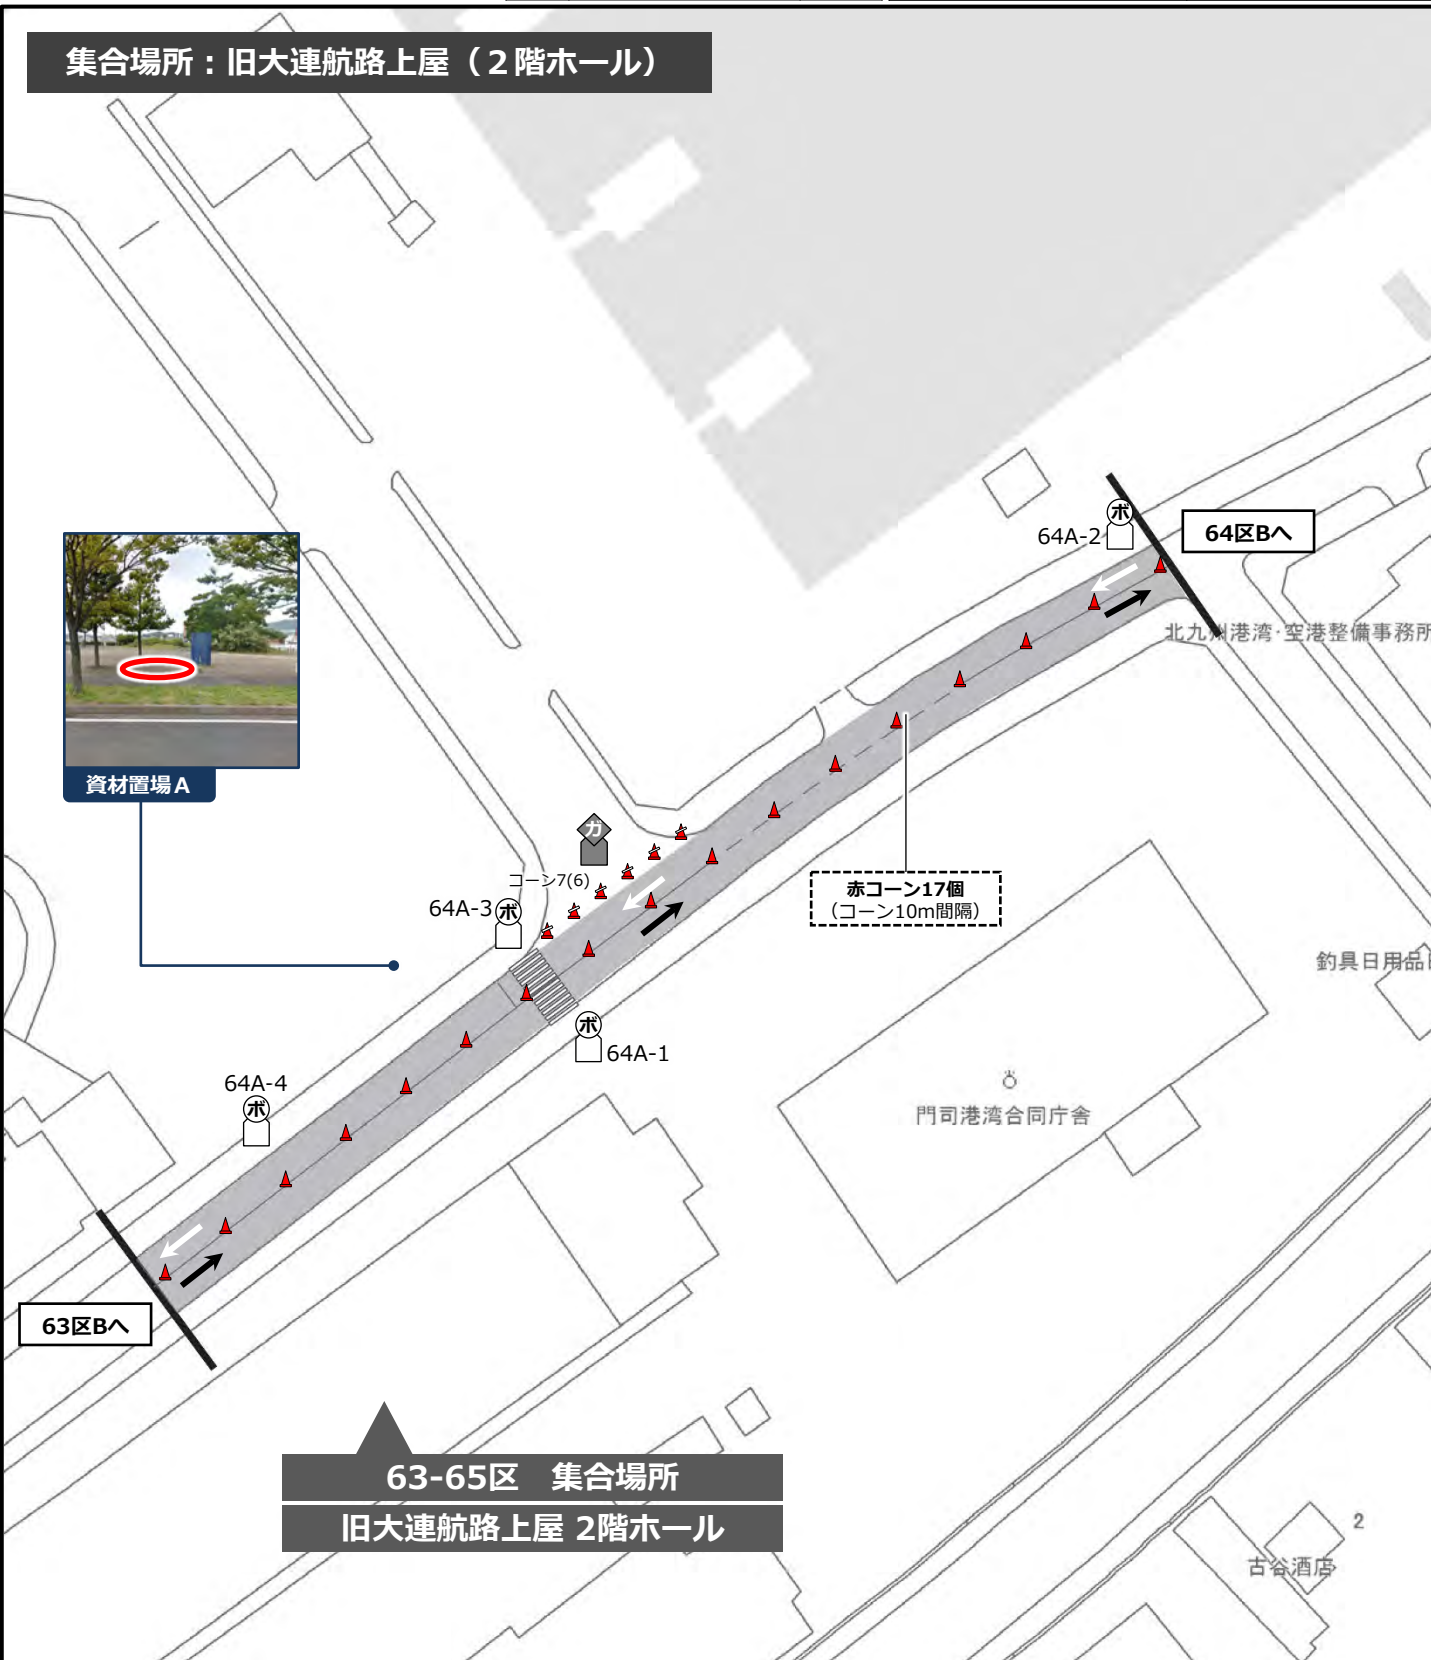 集合場所：旧大連航路上屋（２階ホール）
ボ
64A-2
64区Bへ
北九州港湾･空港整備事務所
資材置場A
ガ
コーン7(6)
64A-3
ボ
赤コーン17個
（コーン10m間隔）
釣具日用品
ボ
64A-1
64A-4
ボ
門司港湾合同庁舎
63区Bへ
63-65区　集合場所
旧大連航路上屋 2階ホール
2
古谷酒店